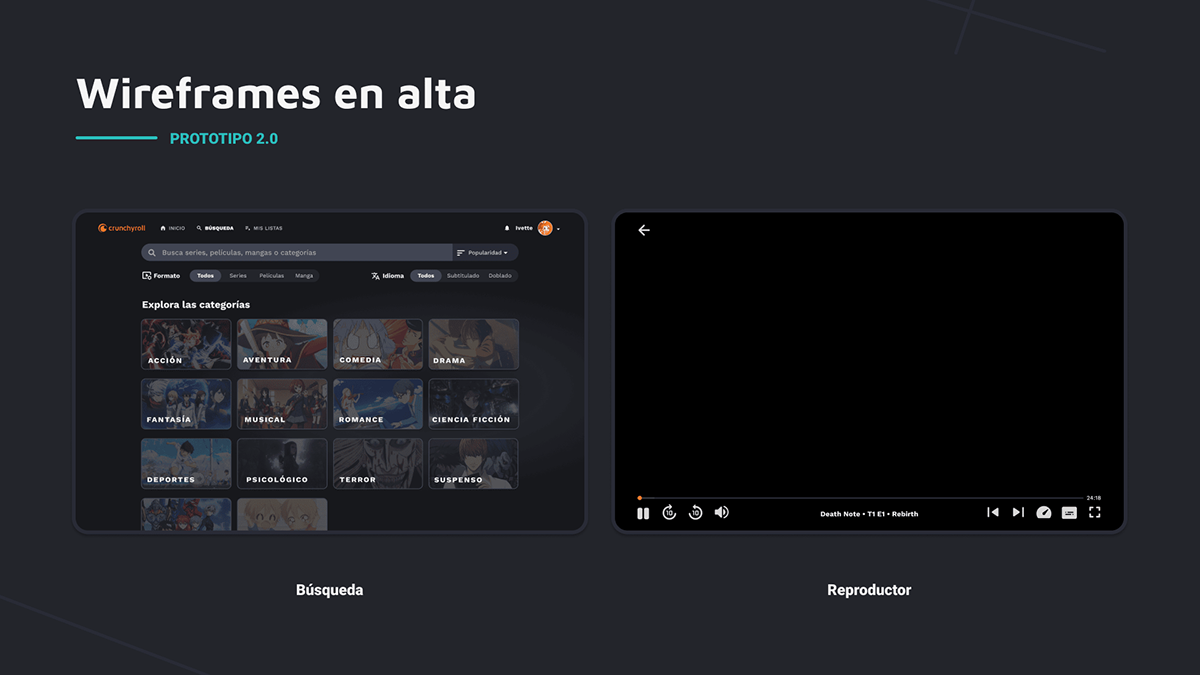 Wireframes en alta
PROTOTIPO 2.0
crunchyroll INICIO BÚSQUEDA MIS LISTAS Ivette
Busca series, películas, mangas o categorías Popularidad
Formato Todos Series Películas Manga Idioma Todos Subtitulado Doblado
Explora las categorías
ACCIÓN AVENTURA COMEDIA DRAMA
FANTASÍA MUSICAL ROMANCE CIENCIA FICCIÓN
DEPORTES PSICOLÓGICO TERROR SUSPENSO
24:18
10 10 Death Note • T1 E1 • Rebirth
Búsqueda Reproductor